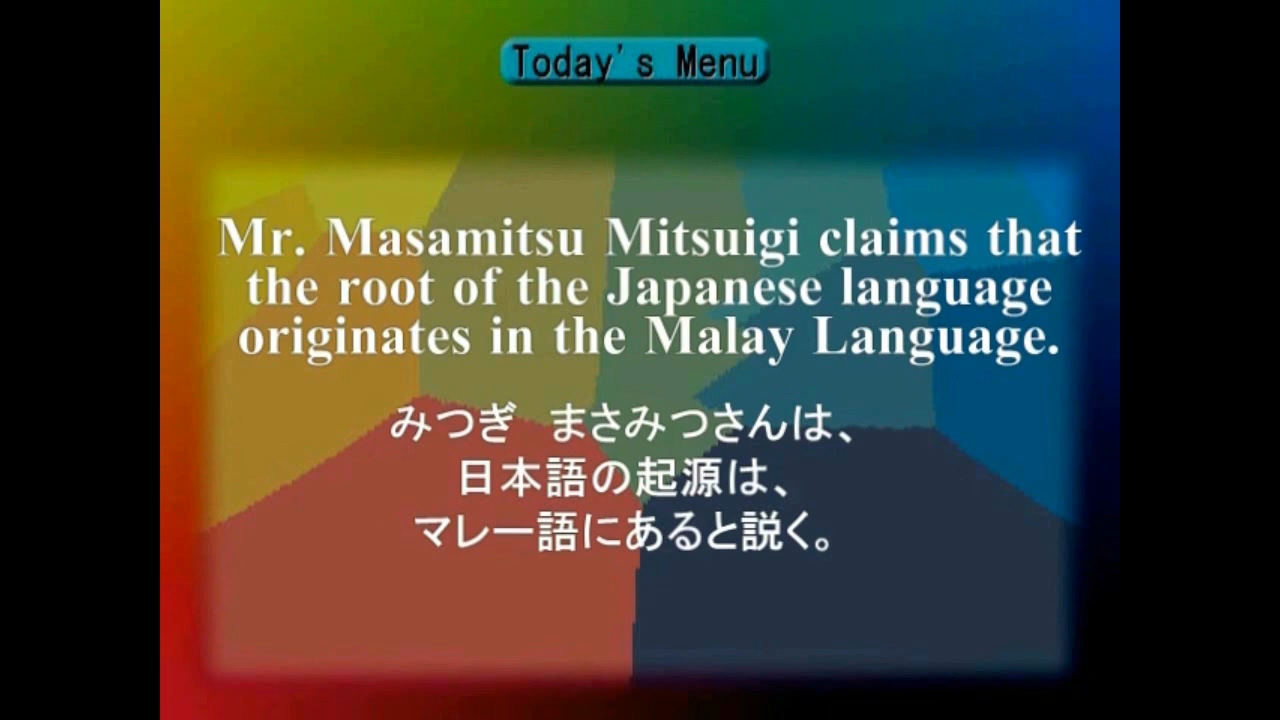 Today's Menu
Mr. Masamitsu Mitsuigi claims that
the root of the Japanese language
originates in the Malay Language.
みつぎ　まさみつさんは、
日本語の起源は、
マレー語にあると説く。